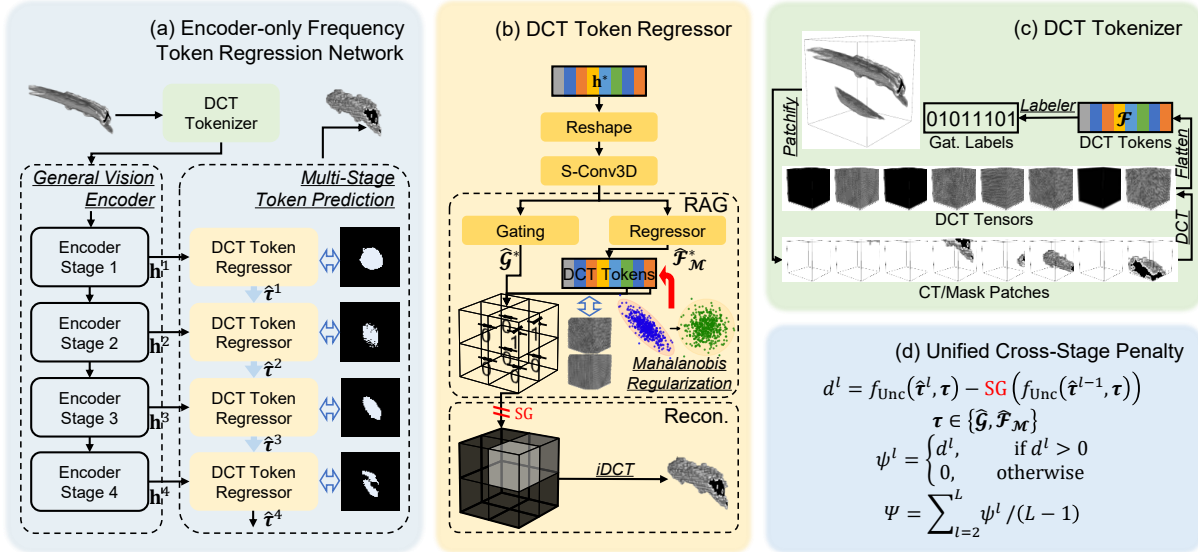 (a) Encoder-only Frequency
Token Regression Network
DCT
Tokenizer
General Vision
Encoder
Multi-Stage
Token Prediction
Encoder
Stage 1
𝐡¹
DCT Token
Regressor
𝝉̂¹
Encoder
Stage 2
𝐡²
DCT Token
Regressor
𝝉̂²
Encoder
Stage 3
𝐡³
DCT Token
Regressor
𝝉̂³
Encoder
Stage 4
𝐡⁴
DCT Token
Regressor
𝝉̂⁴
(b) DCT Token Regressor
𝐡*
Reshape
S-Conv3D
RAG
Gating
Regressor
𝓖̂*
𝓕̂*_𝓜
DCT Tokens
Mahalanobis
Regularization
SG
Recon.
iDCT
(c) DCT Tokenizer
Patchify
01011101
Labeler
𝓕
Gat. Labels
DCT Tokens
Flatten
DCT Tensors
DCT
CT/Mask Patches
(d) Unified Cross-Stage Penalty
dˡ = f_Unc(𝝉̂ˡ, 𝝉) − SG(f_Unc(𝝉̂ˡ⁻¹, 𝝉))
𝝉 ∈ {𝓖̂, 𝓕̂_𝓜}
ψˡ = { dˡ, if dˡ > 0
0, otherwise
Ψ = ∑ᴸ_{l=2} ψˡ /(L − 1)